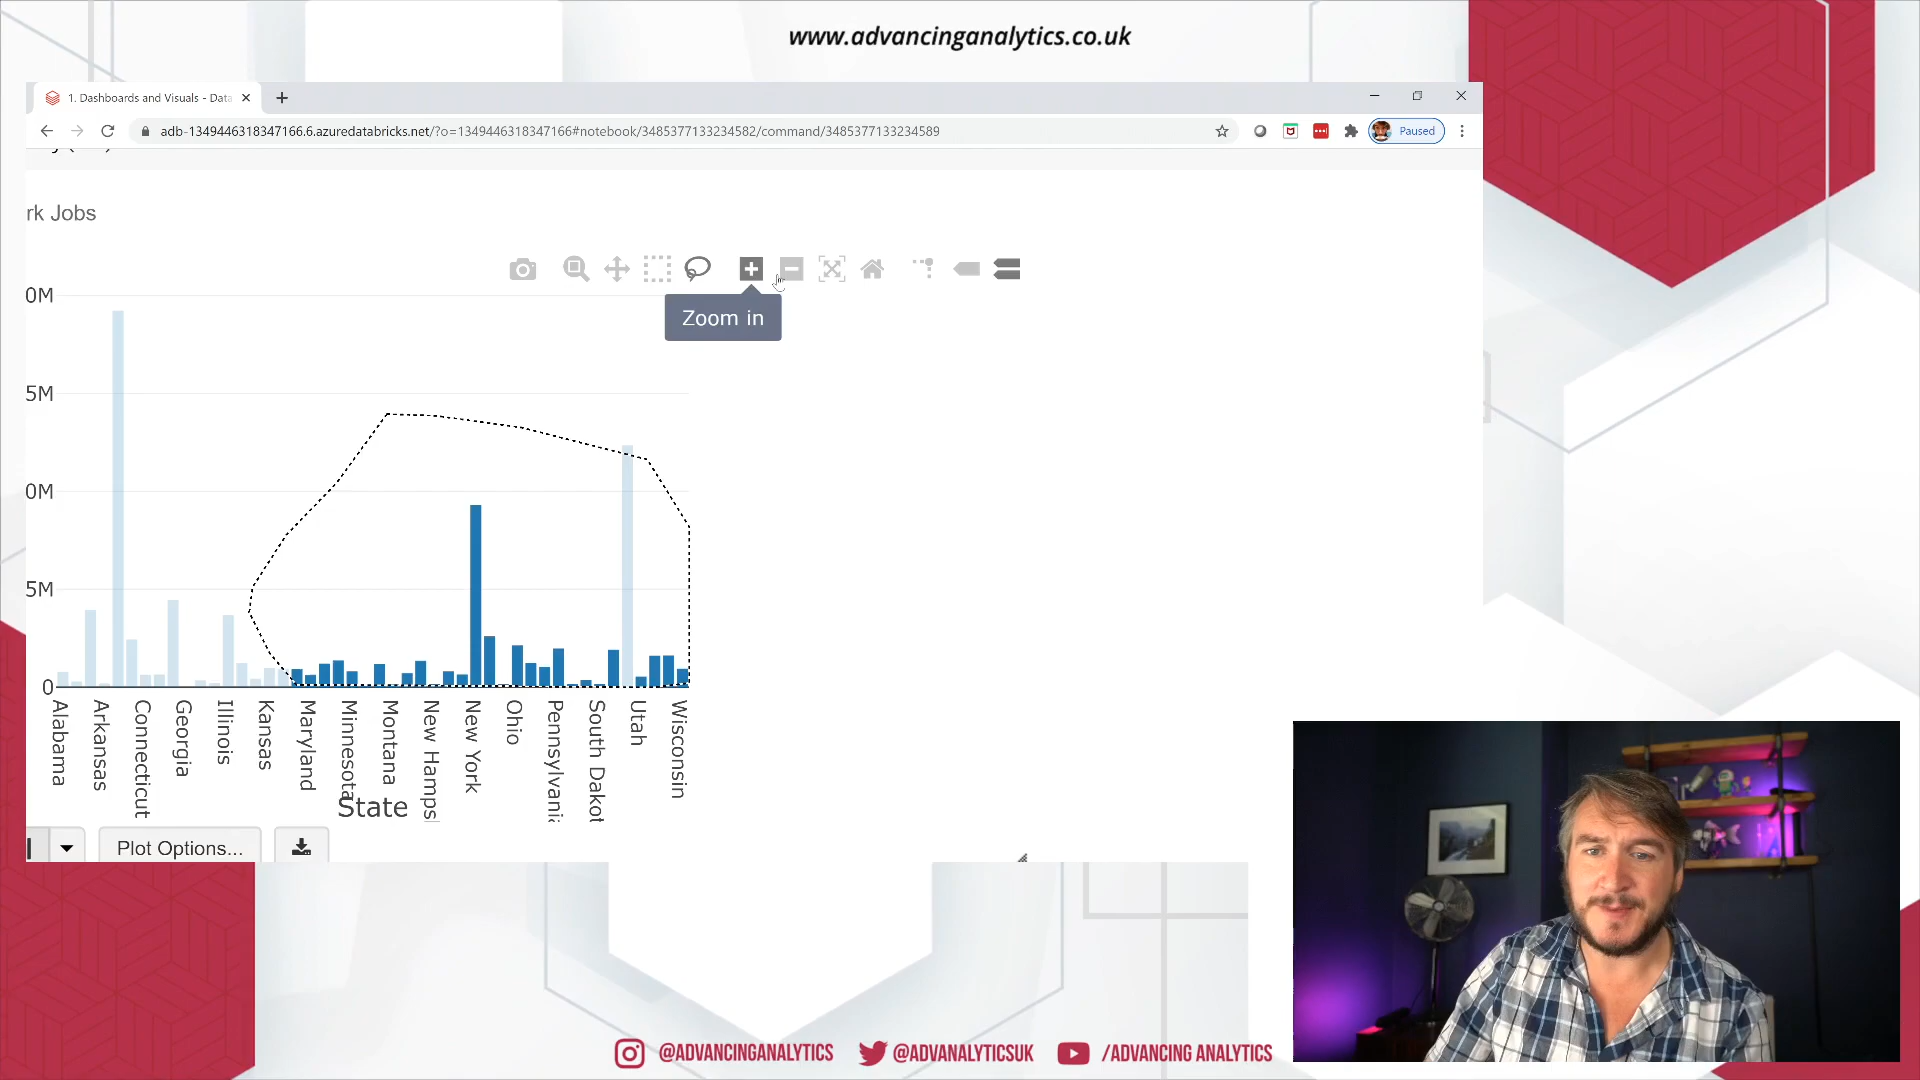 www.advancinganalytics.co.uk
1. Dashboards and Visuals - Data
adb-1349446318347166.6.azuredatabricks.net/?o=1349446318347166#notebook/3485377133234582/command/3485377133234589
Paused
rk Jobs
Zoom in
0M
5M
0M
5M
0
Alabama
Arkansas
Connecticut
Georgia
Illinois
Kansas
Maryland
Minnesota
Montana
New Hamps
New York
Ohio
Pennsylvani
South Dakot
Utah
Wisconsin
State
Plot Options...
@ADVANCINGANALYTICS
@ADVANALYTICSUK
/ADVANCING ANALYTICS